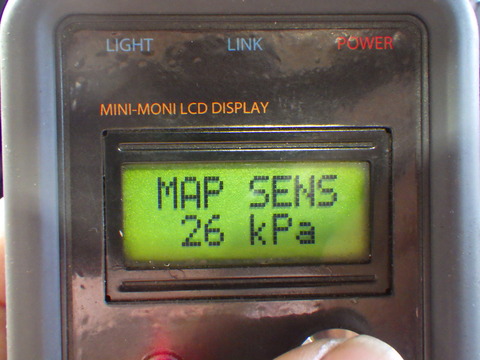 LIGHT LINK POWER
MINI-MONI LCD DISPLAY
MAP SENS
26 kPa